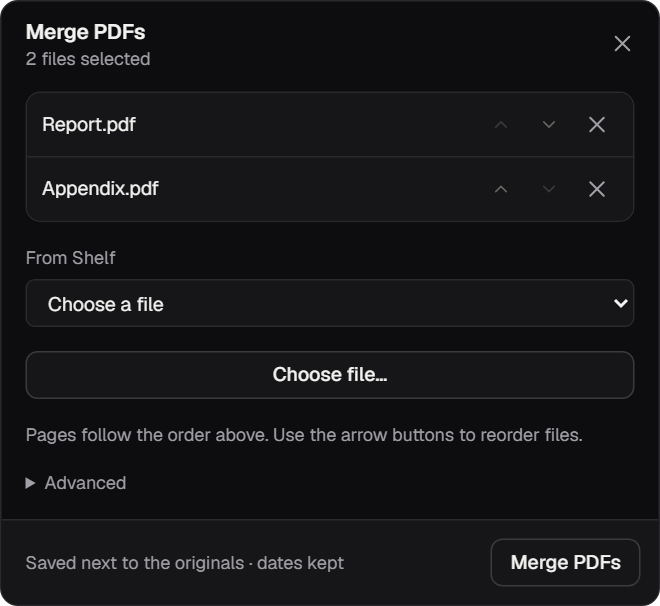 Merge PDFs
2 files selected
Report.pdf
Appendix.pdf
From Shelf
Choose a file
Choose file...
Pages follow the order above. Use the arrow buttons to reorder files.
Advanced
Saved next to the originals · dates kept
Merge PDFs